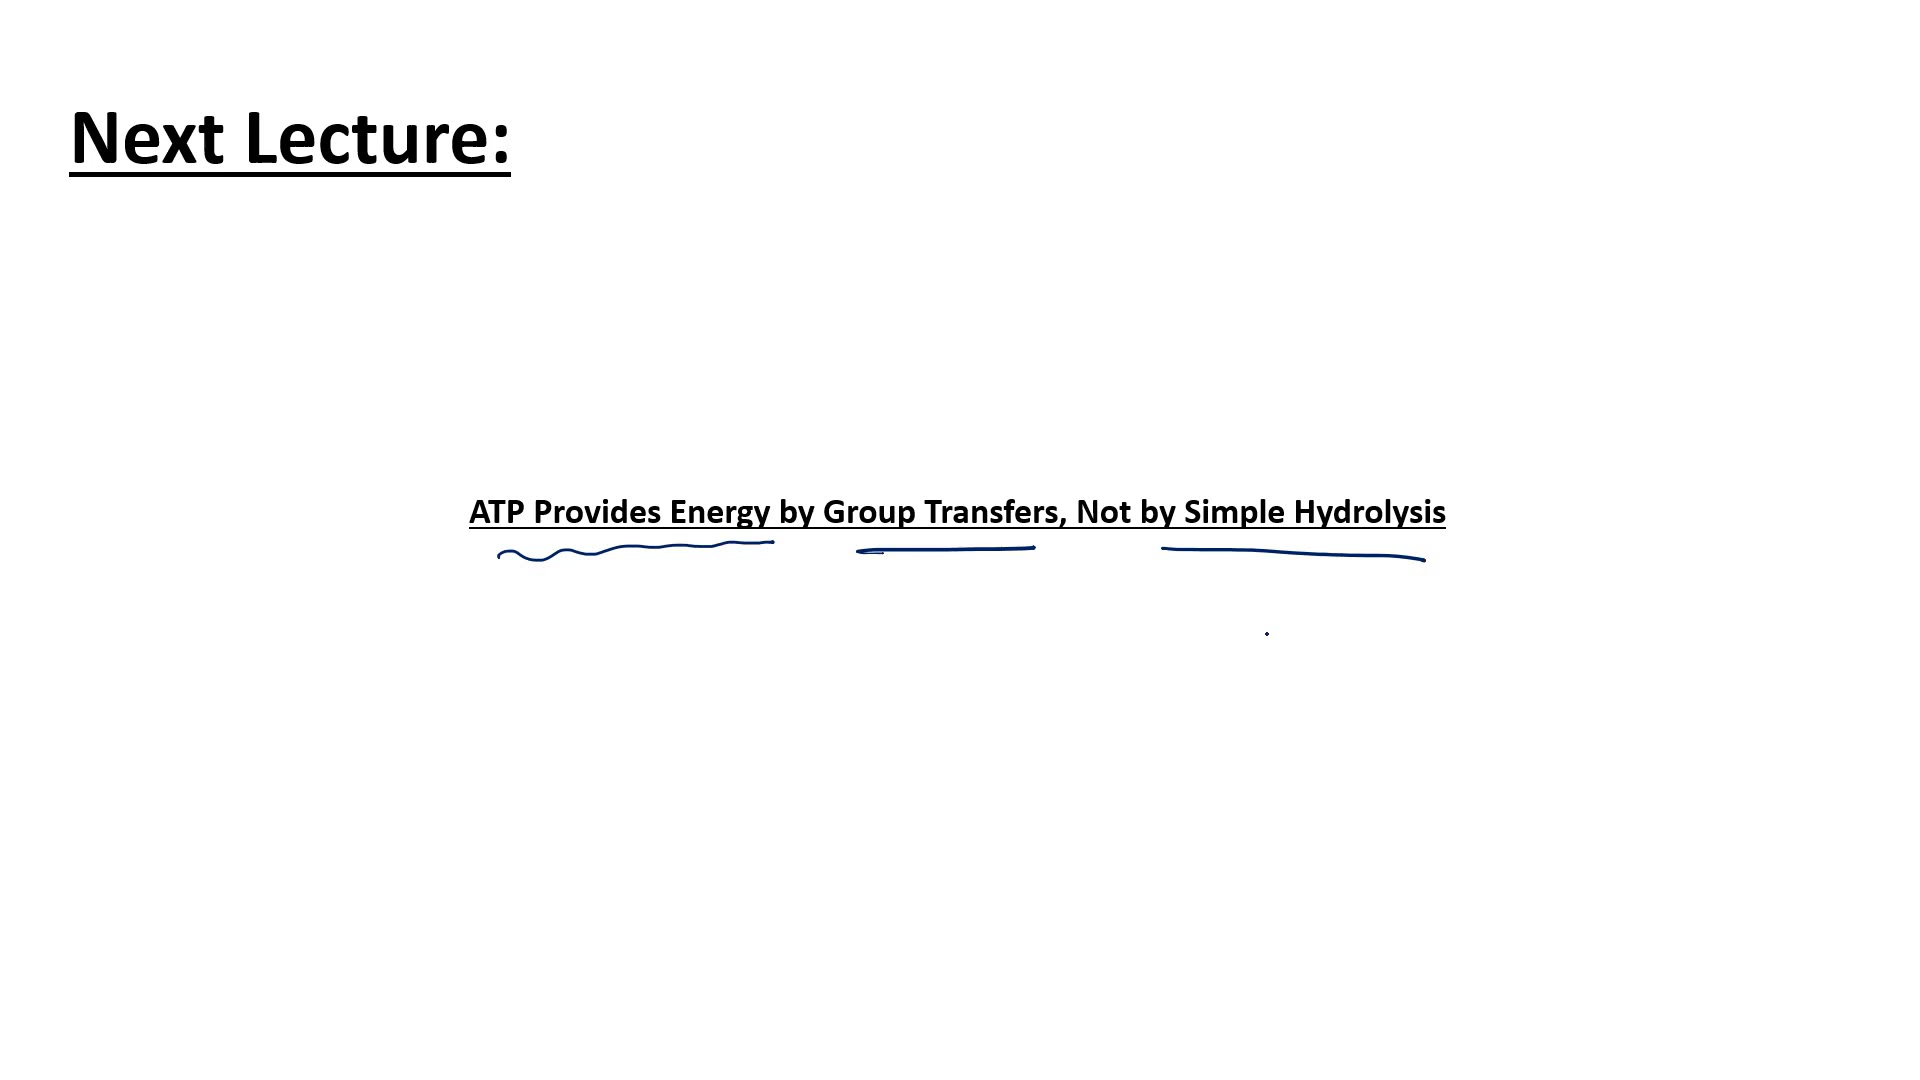 Next Lecture:
ATP Provides Energy by Group Transfers, Not by Simple Hydrolysis